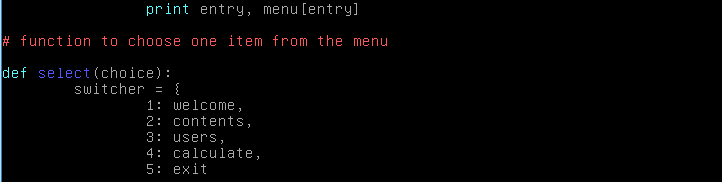 print entry, menu[entry]
# function to choose one item from the menu
def select(choice):
switcher = {
1: welcome,
2: contents,
3: users,
4: calculate,
5: exit